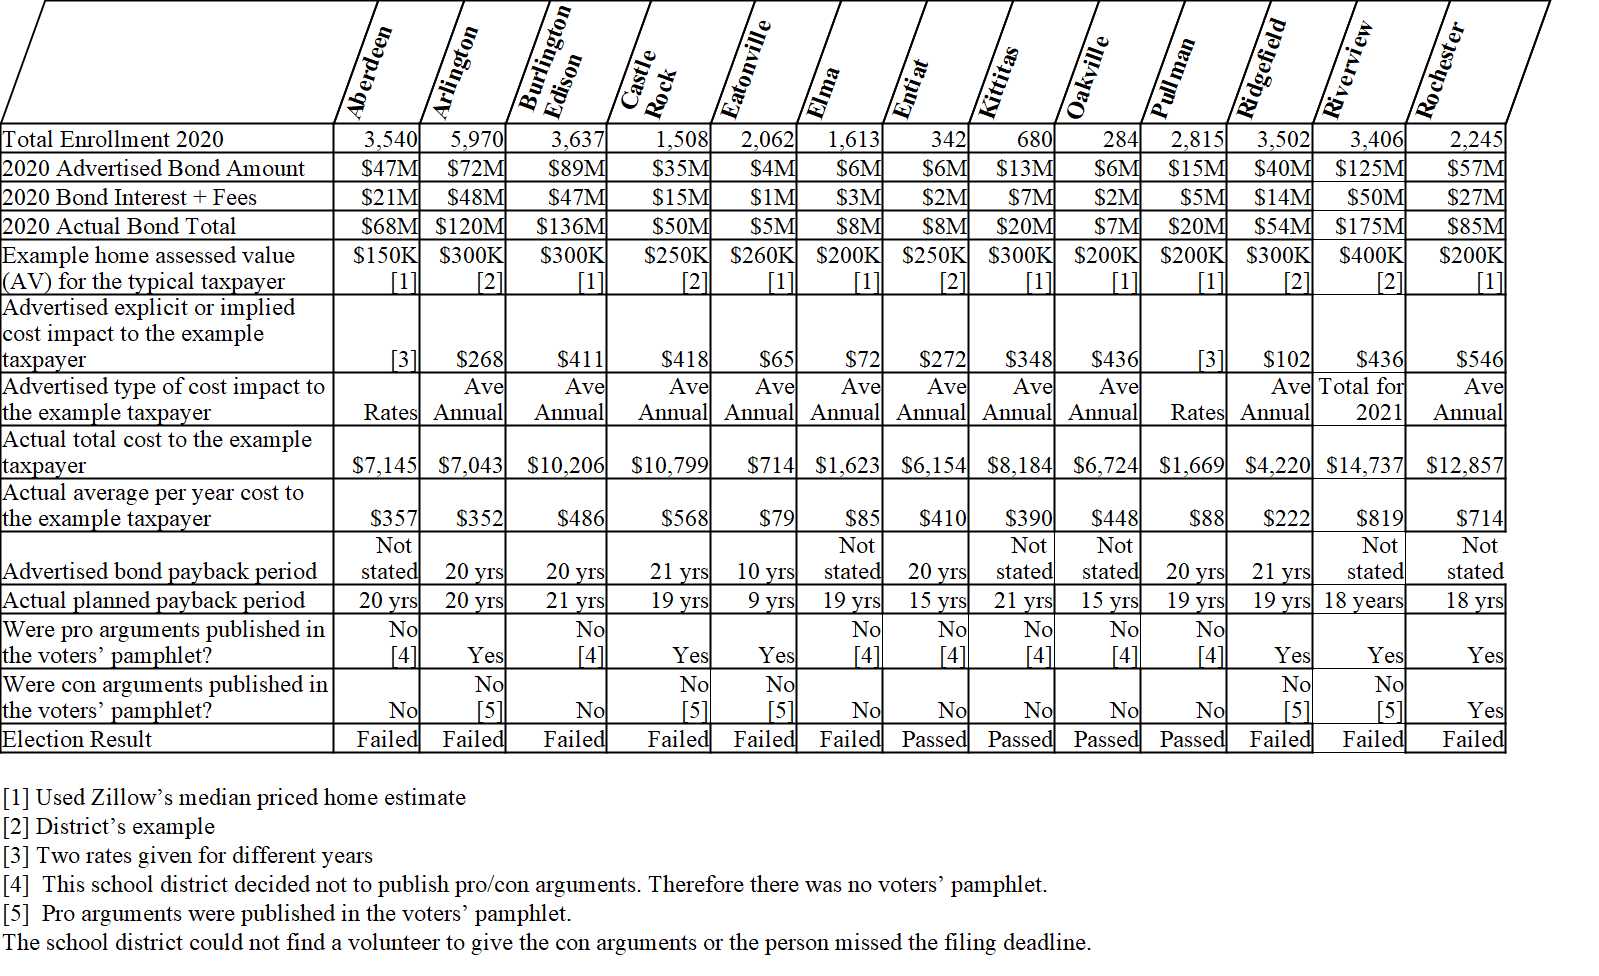 Aberdeen Arlington Burlington Edison Castle Rock Eatonville Elma Entiat Kittitas Oakville Pullman Ridgefield Riverview Rochester
Total Enrollment 2020 3,540 5,970 3,637 1,508 2,062 1,613 342 680 284 2,815 3,502 3,406 2,245
2020 Advertised Bond Amount $47M $72M $89M $35M $4M $6M $6M $13M $6M $15M $40M $125M $57M
2020 Bond Interest + Fees $21M $48M $47M $15M $1M $3M $2M $7M $2M $5M $14M $50M $27M
2020 Actual Bond Total $68M $120M $136M $50M $5M $8M $8M $20M $7M $20M $54M $175M $85M
Example home assessed value $150K $300K $300K $250K $260K $200K $250K $300K $200K $200K $300K $400K $200K
(AV) for the typical taxpayer [1] [2] [1] [2] [1] [1] [2] [1] [1] [1] [2] [2] [1]
Advertised explicit or implied
cost impact to the example
taxpayer [3] $268 $411 $418 $65 $72 $272 $348 $436 [3] $102 $436 $546
Advertised type of cost impact to Ave Ave Ave Ave Ave Ave Ave Ave Ave Total for Ave
the example taxpayer Rates Annual Annual Annual Annual Annual Annual Annual Annual Rates Annual 2021 Annual
Actual total cost to the example
taxpayer $7,145 $7,043 $10,206 $10,799 $714 $1,623 $6,154 $8,184 $6,724 $1,669 $4,220 $14,737 $12,857
Actual average per year cost to
the example taxpayer $357 $352 $486 $568 $79 $85 $410 $390 $448 $88 $222 $819 $714
Not Not Not Not Not Not
Advertised bond payback period stated 20 yrs 20 yrs 21 yrs 10 yrs stated 20 yrs stated stated 20 yrs 21 yrs stated stated
Actual planned payback period 20 yrs 20 yrs 21 yrs 19 yrs 9 yrs 19 yrs 15 yrs 21 yrs 15 yrs 19 yrs 19 yrs 18 years 18 yrs
Were pro arguments published in No No No No No No No
the voters’ pamphlet? [4] Yes [4] Yes Yes [4] [4] [4] [4] [4] Yes Yes Yes
Were con arguments published in No No No No No
the voters’ pamphlet? No [5] No [5] [5] No No No No No [5] [5] Yes
Election Result Failed Failed Failed Failed Failed Failed Passed Passed Passed Passed Failed Failed Failed
[1] Used Zillow’s median priced home estimate
[2] District’s example
[3] Two rates given for different years
[4] This school district decided not to publish pro/con arguments. Therefore there was no voters’ pamphlet.
[5] Pro arguments were published in the voters’ pamphlet.
The school district could not find a volunteer to give the con arguments or the person missed the filing deadline.